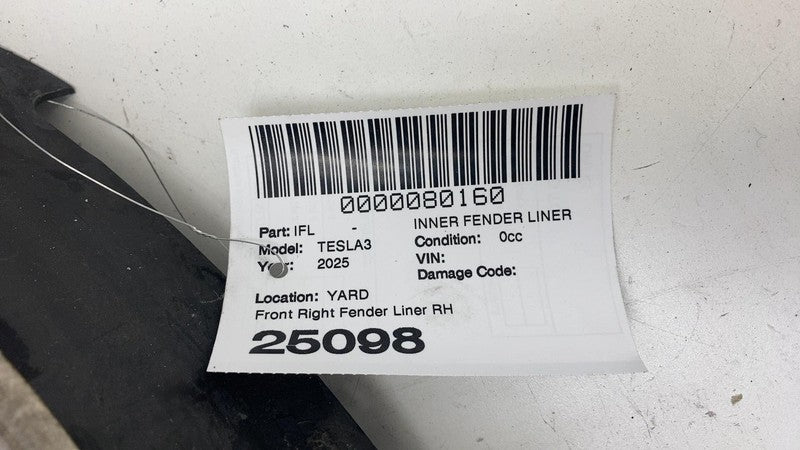 0000080160
Part: IFL - INNER FENDER LINER
Model: TESLA3 Condition: 0cc
Year: 2025 VIN:
Damage Code:
Location: YARD
Front Right Fender Liner RH
25098